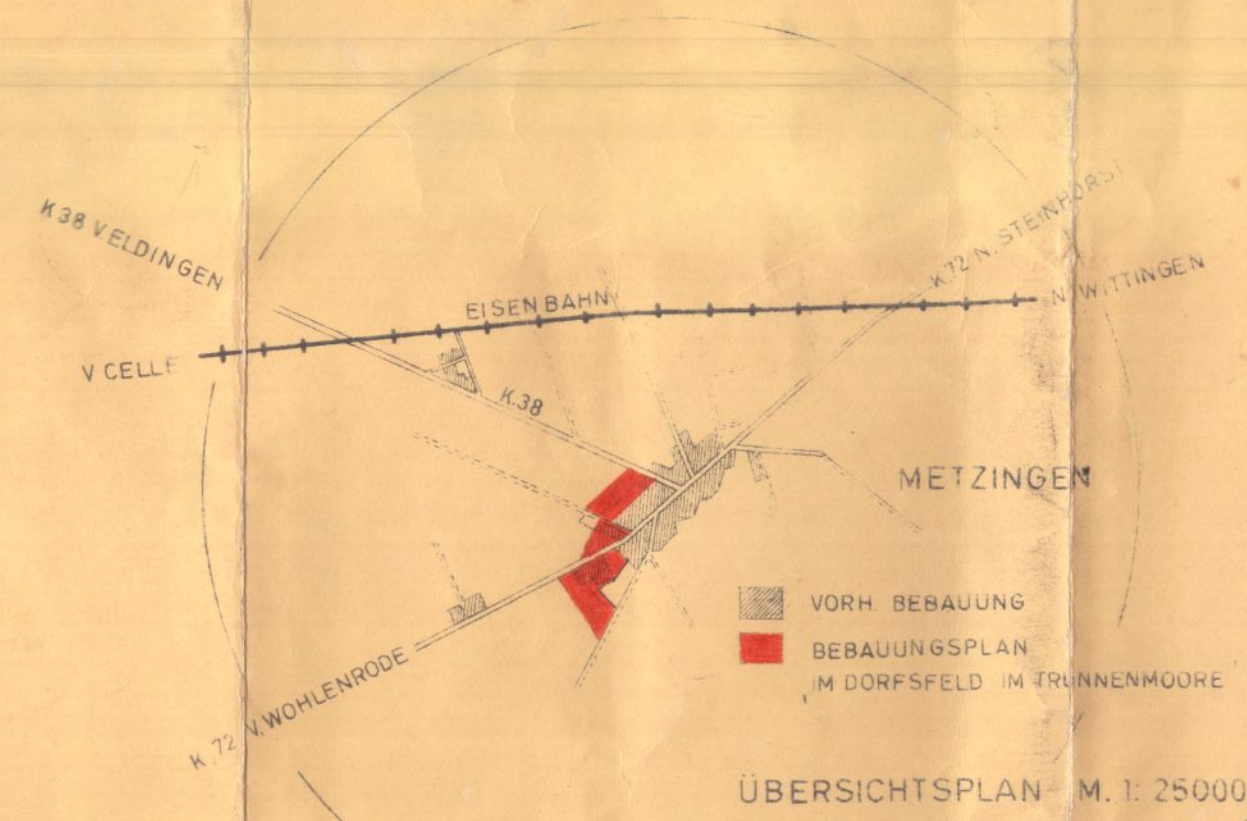 K 38 V. ELDINGEN
K. 72 N. STEINHORST
EISENBAHN
N. WITTINGEN
V CELLE
K.38
METZINGEN
VORH. BEBAUUNG
BEBAUUNGSPLAN
IM DORFSFELD IM TRUNNENMOORE
K. 72 V. WOHLENRODE
ÜBERSICHTSPLAN M. 1: 25000